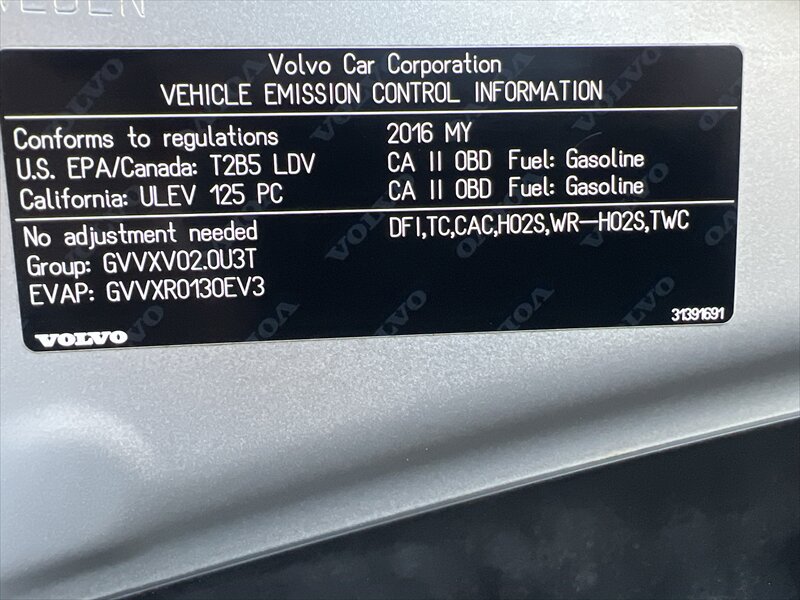 Volvo Car Corporation
VEHICLE EMISSION CONTROL INFORMATION
Conforms to regulations 2016 MY
U.S. EPA/Canada: T2B5 LDV CA II OBD Fuel: Gasoline
California: ULEV 125 PC CA II OBD Fuel: Gasoline
No adjustment needed DFI,TC,CAC,HO2S,WR-HO2S,TWC
Group: GVVXV02.0U3T
EVAP: GVVXR0130EV3
VOLVO 31391691